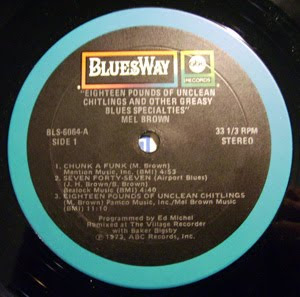 BLUESWAY abc RECORDS
"EIGHTEEN POUNDS OF UNCLEAN
CHITLINGS AND OTHER GREASY
BLUES SPECIALTIES"
MEL BROWN
BLS-6064-A 33 1/3 RPM
SIDE 1 STEREO
1. CHUNK A FUNK (M. Brown)
Mention Music, Inc. (BMI) 4:53
2. SEVEN FORTY-SEVEN (Airport Blues)
(J. H. Brown/B. Brown)
Dalock Music (BMI) 4:40
3. EIGHTEEN POUNDS OF UNCLEAN CHITLINGS
(M. Brown) Pamco Music, Inc./Mel Brown Music
(BMI) 11:10
Programmed by Ed Michel
Remixed at The Village Recorder
with Baker Bigsby
© 1973, ABC Records, Inc.